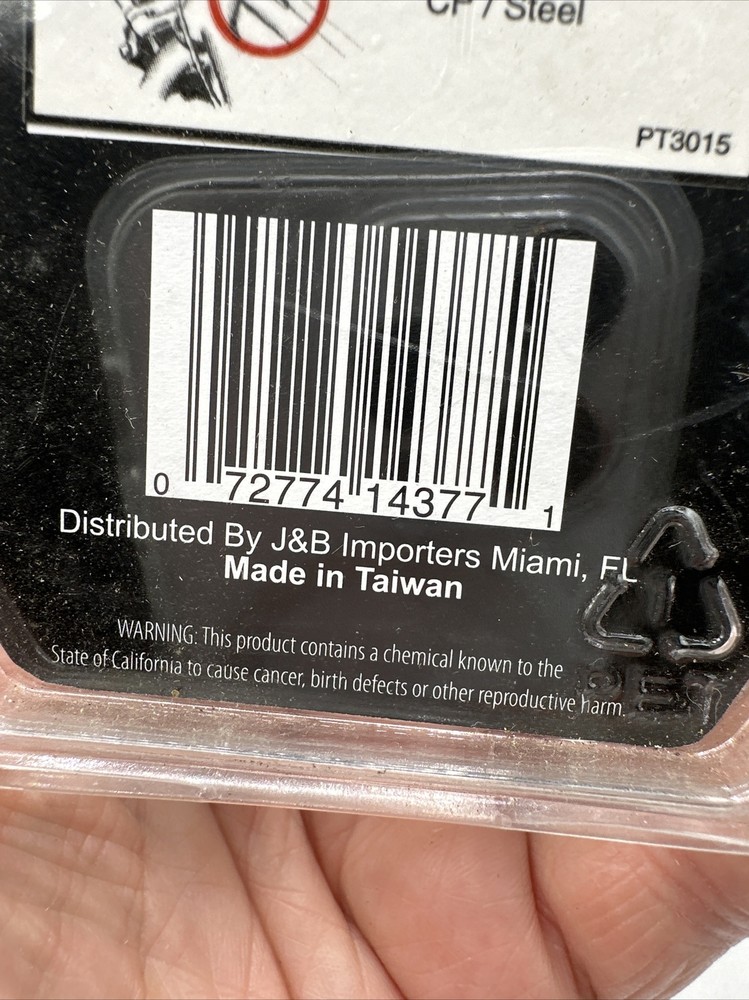 CP / Steel
PT3015
0 72774 14377 1
Distributed By J&B Importers Miami, FL
Made in Taiwan
WARNING. This product contains a chemical known to the
State of California to cause cancer, birth defects or other reproductive harm.
1
PET